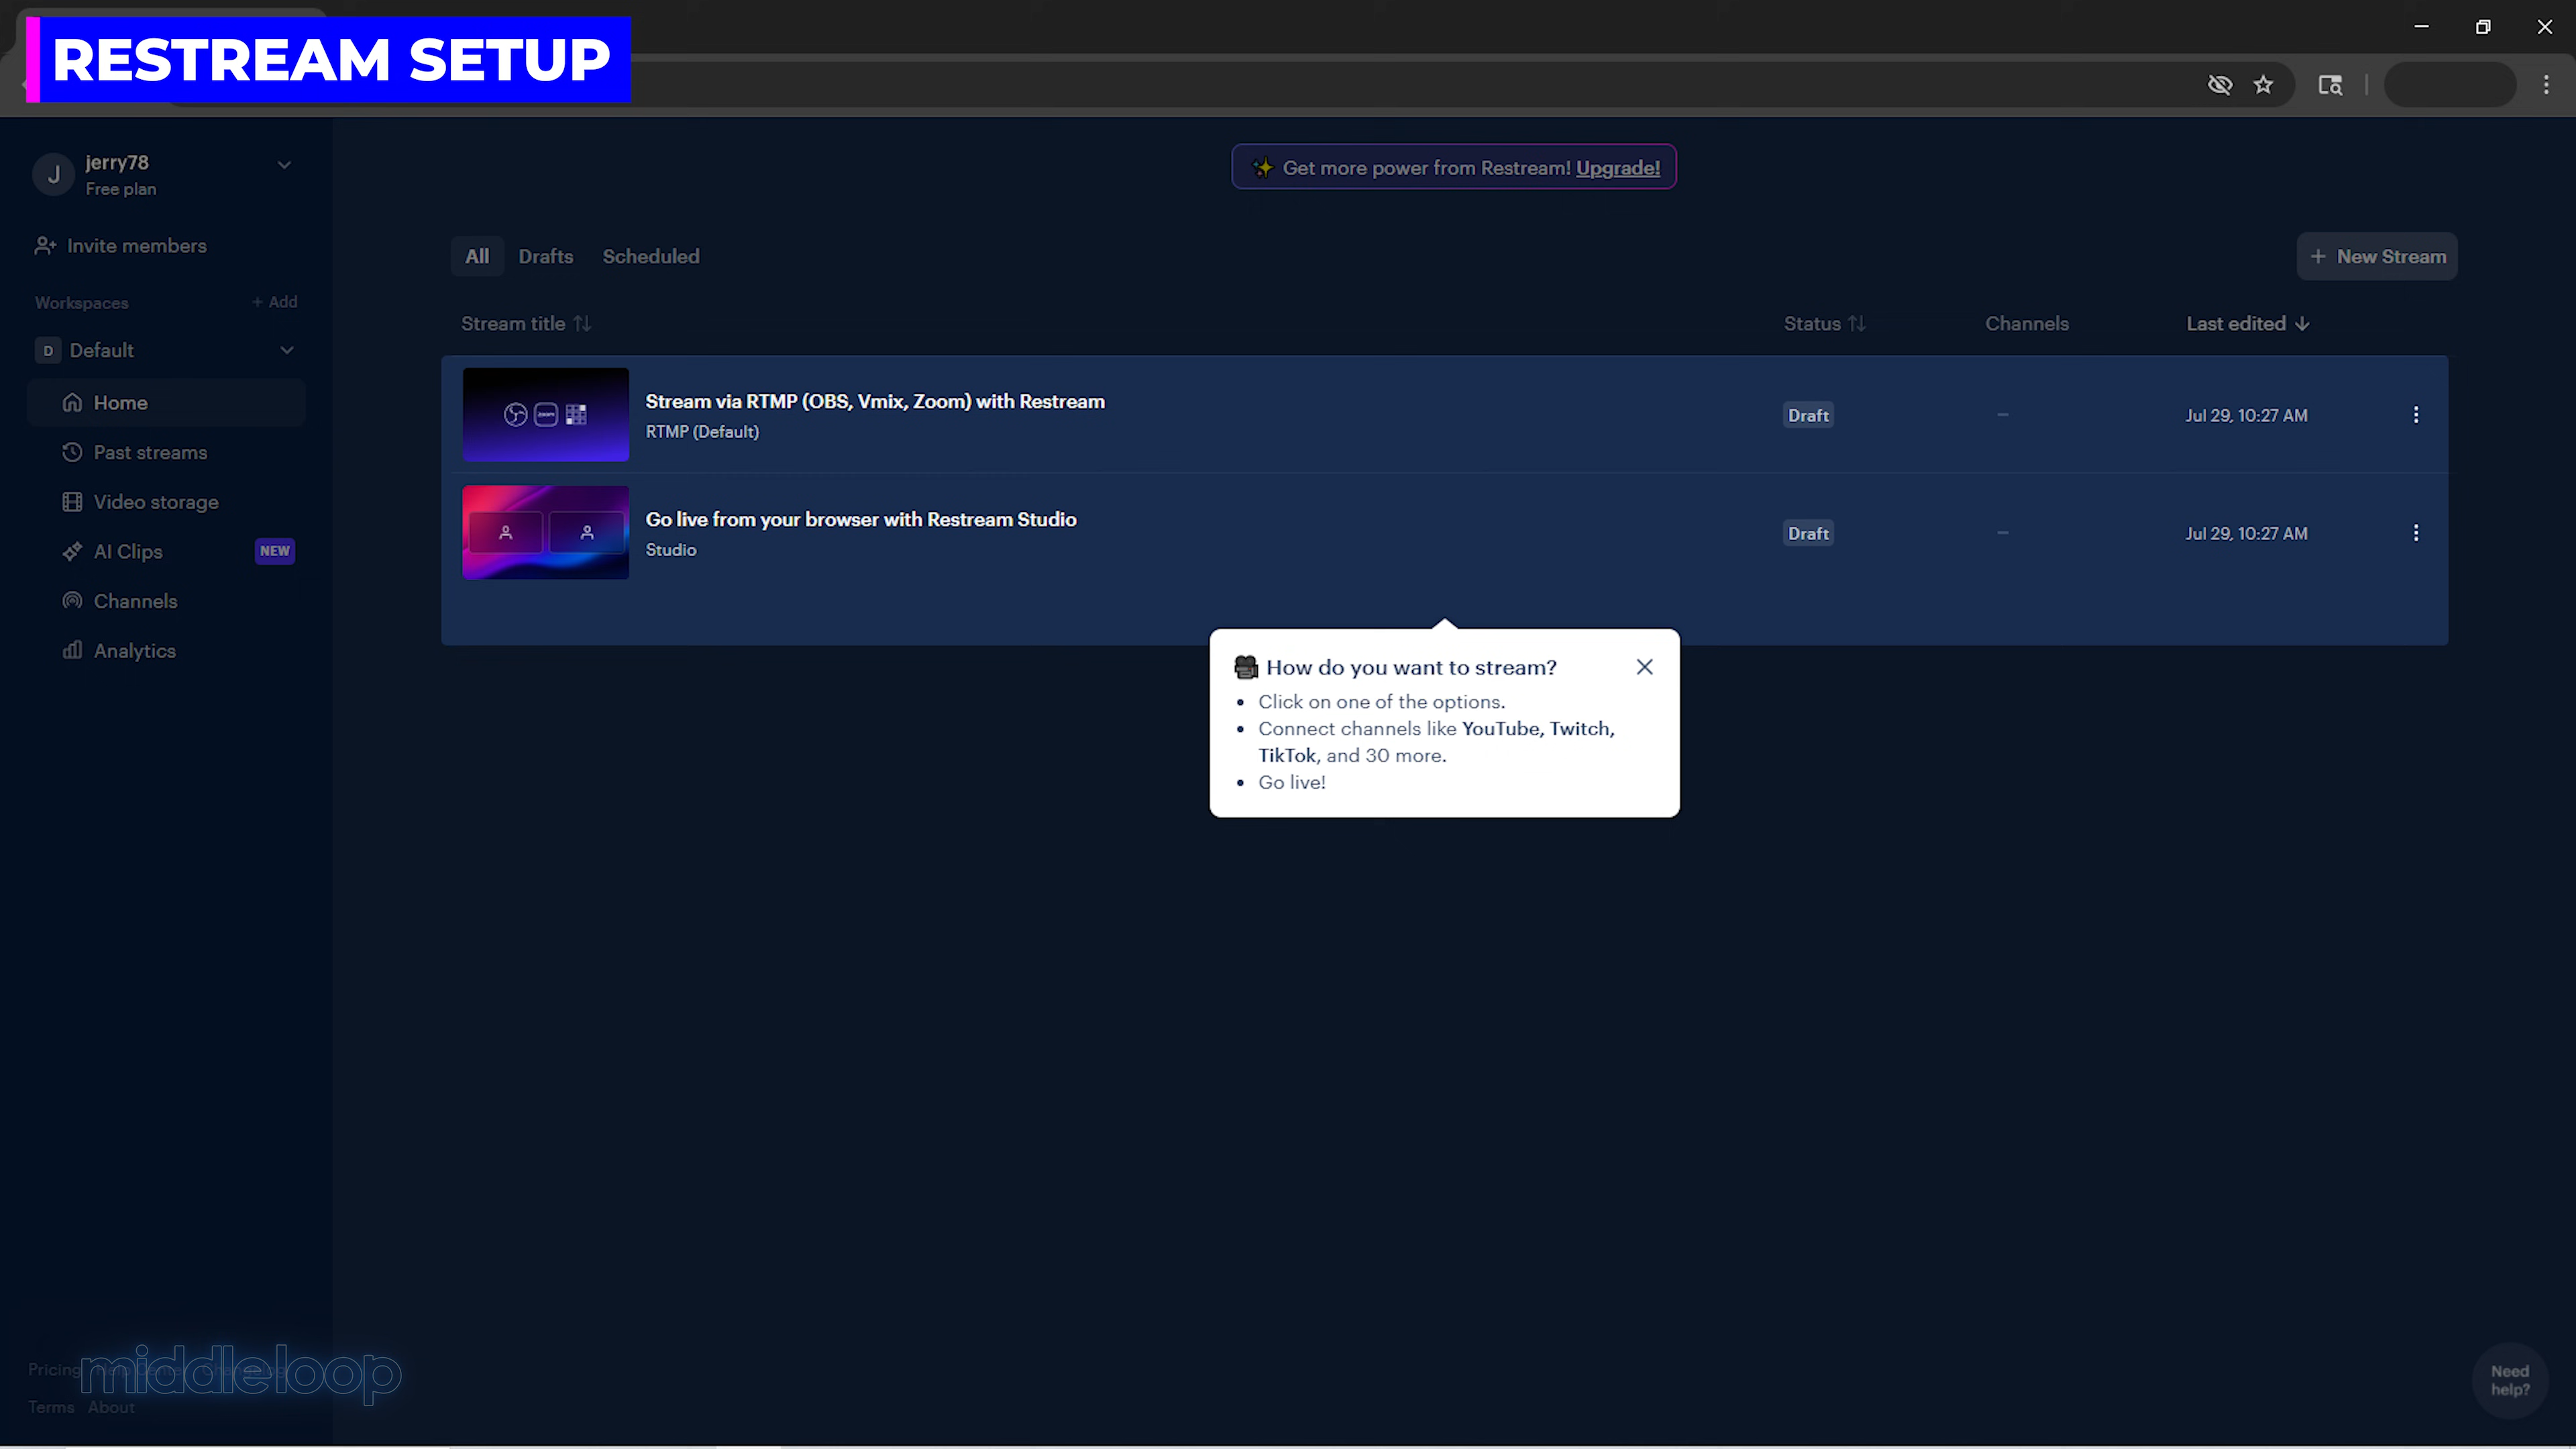 RESTREAM SETUP
J
jerry78
Free plan
Invite members
Workspaces
+ Add
D
Default
Home
Past streams
Video storage
AI Clips
NEW
Channels
Analytics
Get more power from Restream! Upgrade!
All
Drafts
Scheduled
+ New Stream
Stream title
Status
Channels
Last edited
zoom
Stream via RTMP (OBS, Vmix, Zoom) with Restream
RTMP (Default)
Draft
–
Jul 29, 10:27 AM
Go live from your browser with Restream Studio
Studio
Draft
–
Jul 29, 10:27 AM
How do you want to stream?
• Click on one of the options.
• Connect channels like YouTube, Twitch,
TikTok, and 30 more.
• Go live!
Pricing Help Center Changelog
middleloop
Terms About
Need
help?